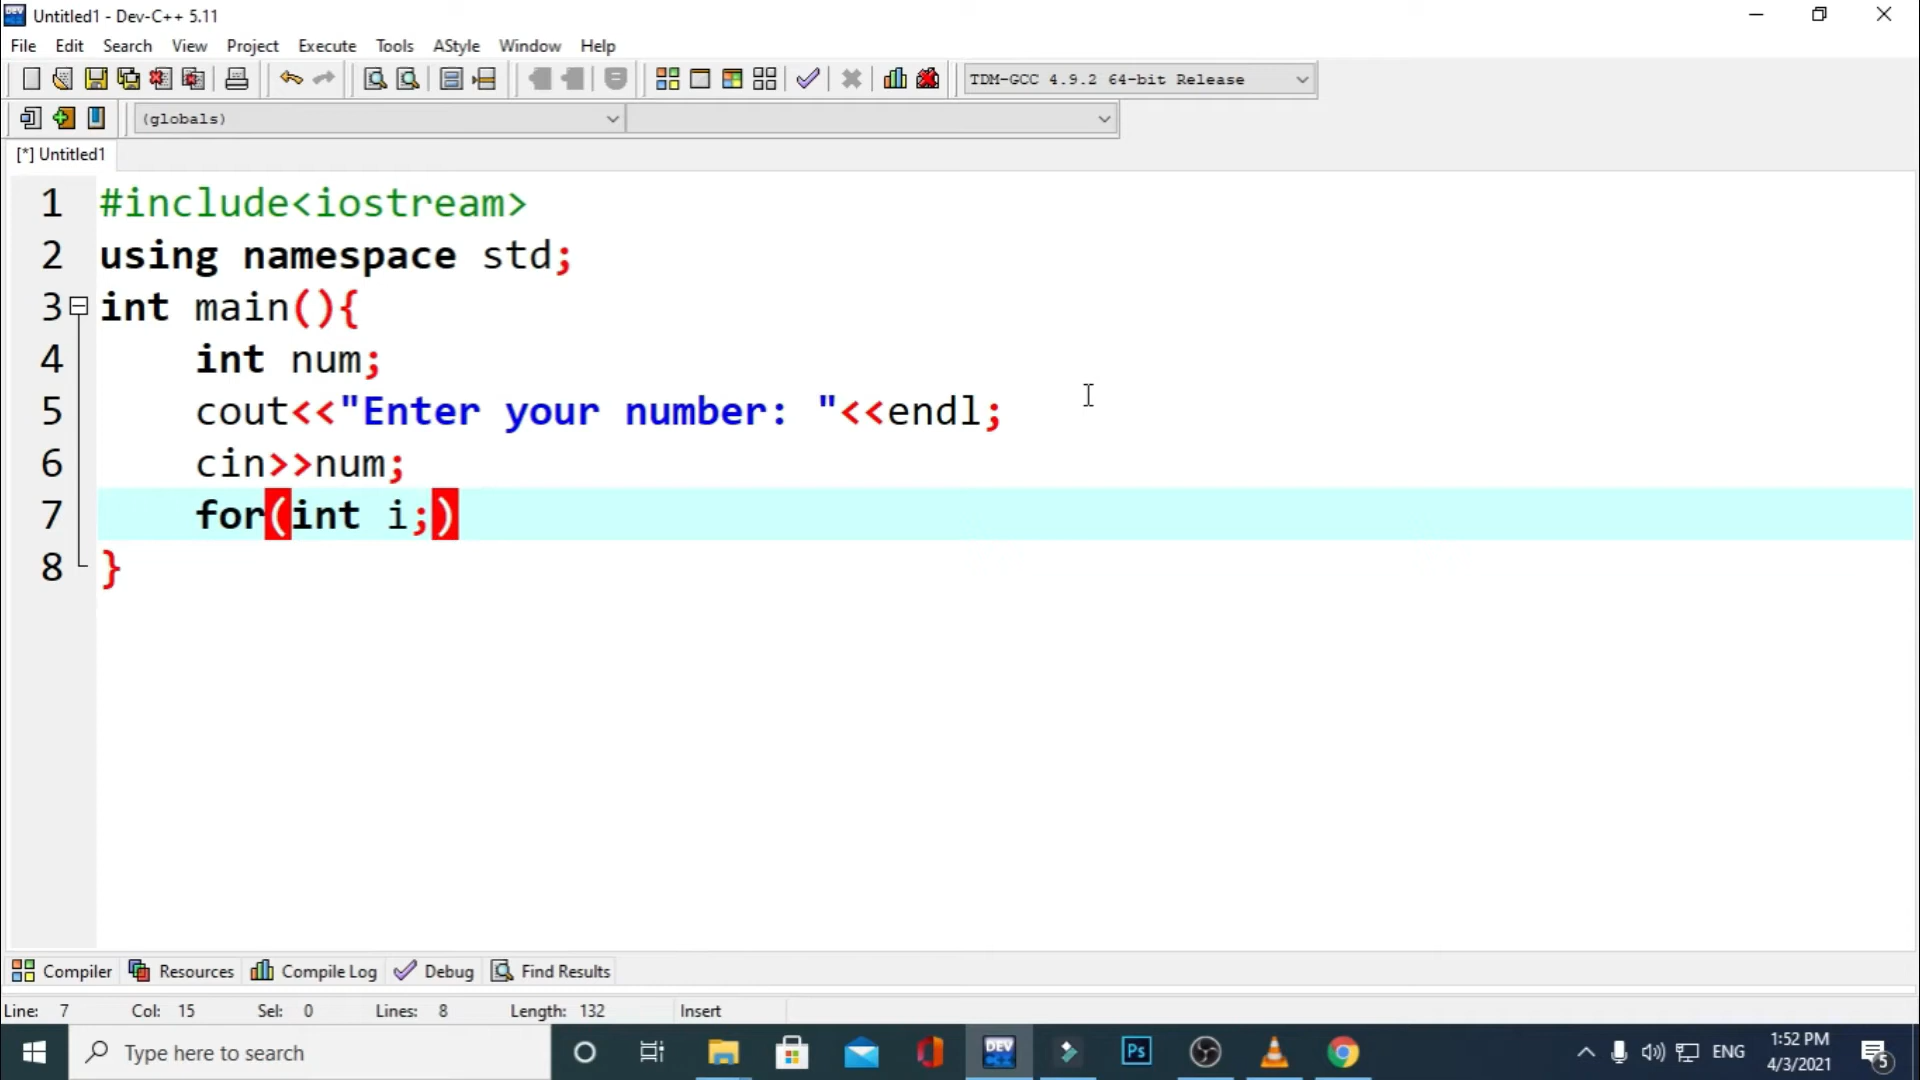 Untitled1 - Dev-C++ 5.11
File Edit Search View Project Execute Tools AStyle Window Help
TDM-GCC 4.9.2 64-bit Release
(globals)
[*] Untitled1
1 #include<iostream>
2 using namespace std;
3 int main(){
4 int num;
5 cout<<"Enter your number: "<<endl;
6 cin>>num;
7 for(int i;)
8 }
Compiler Resources Compile Log Debug Find Results
Line: 7 Col: 15 Sel: 0 Lines: 8 Length: 132 Insert
Type here to search
DEV
Ps
ENG
1:52 PM
4/3/2021
5